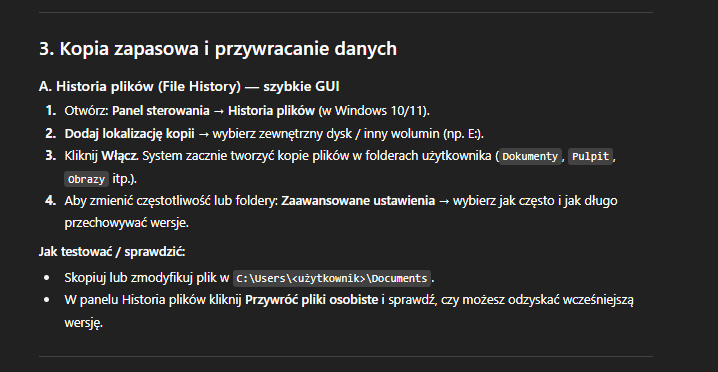 3. Kopia zapasowa i przywracanie danych
A. Historia plików (File History) — szybkie GUI
1. Otwórz: Panel sterowania → Historia plików (w Windows 10/11).
2. Dodaj lokalizację kopii → wybierz zewnętrzny dysk / inny wolumin (np. E:).
3. Kliknij Włącz. System zacznie tworzyć kopie plików w folderach użytkownika ( Dokumenty , Pulpit ,
Obrazy itp.).
4. Aby zmienić częstotliwość lub foldery: Zaawansowane ustawienia → wybierz jak często i jak długo
przechowywać wersje.
Jak testować / sprawdzić:
• Skopiuj lub zmodyfikuj plik w C:\Users\<użytkownik>\Documents .
• W panelu Historia plików kliknij Przywróć pliki osobiste i sprawdź, czy możesz odzyskać wcześniejszą
wersję.